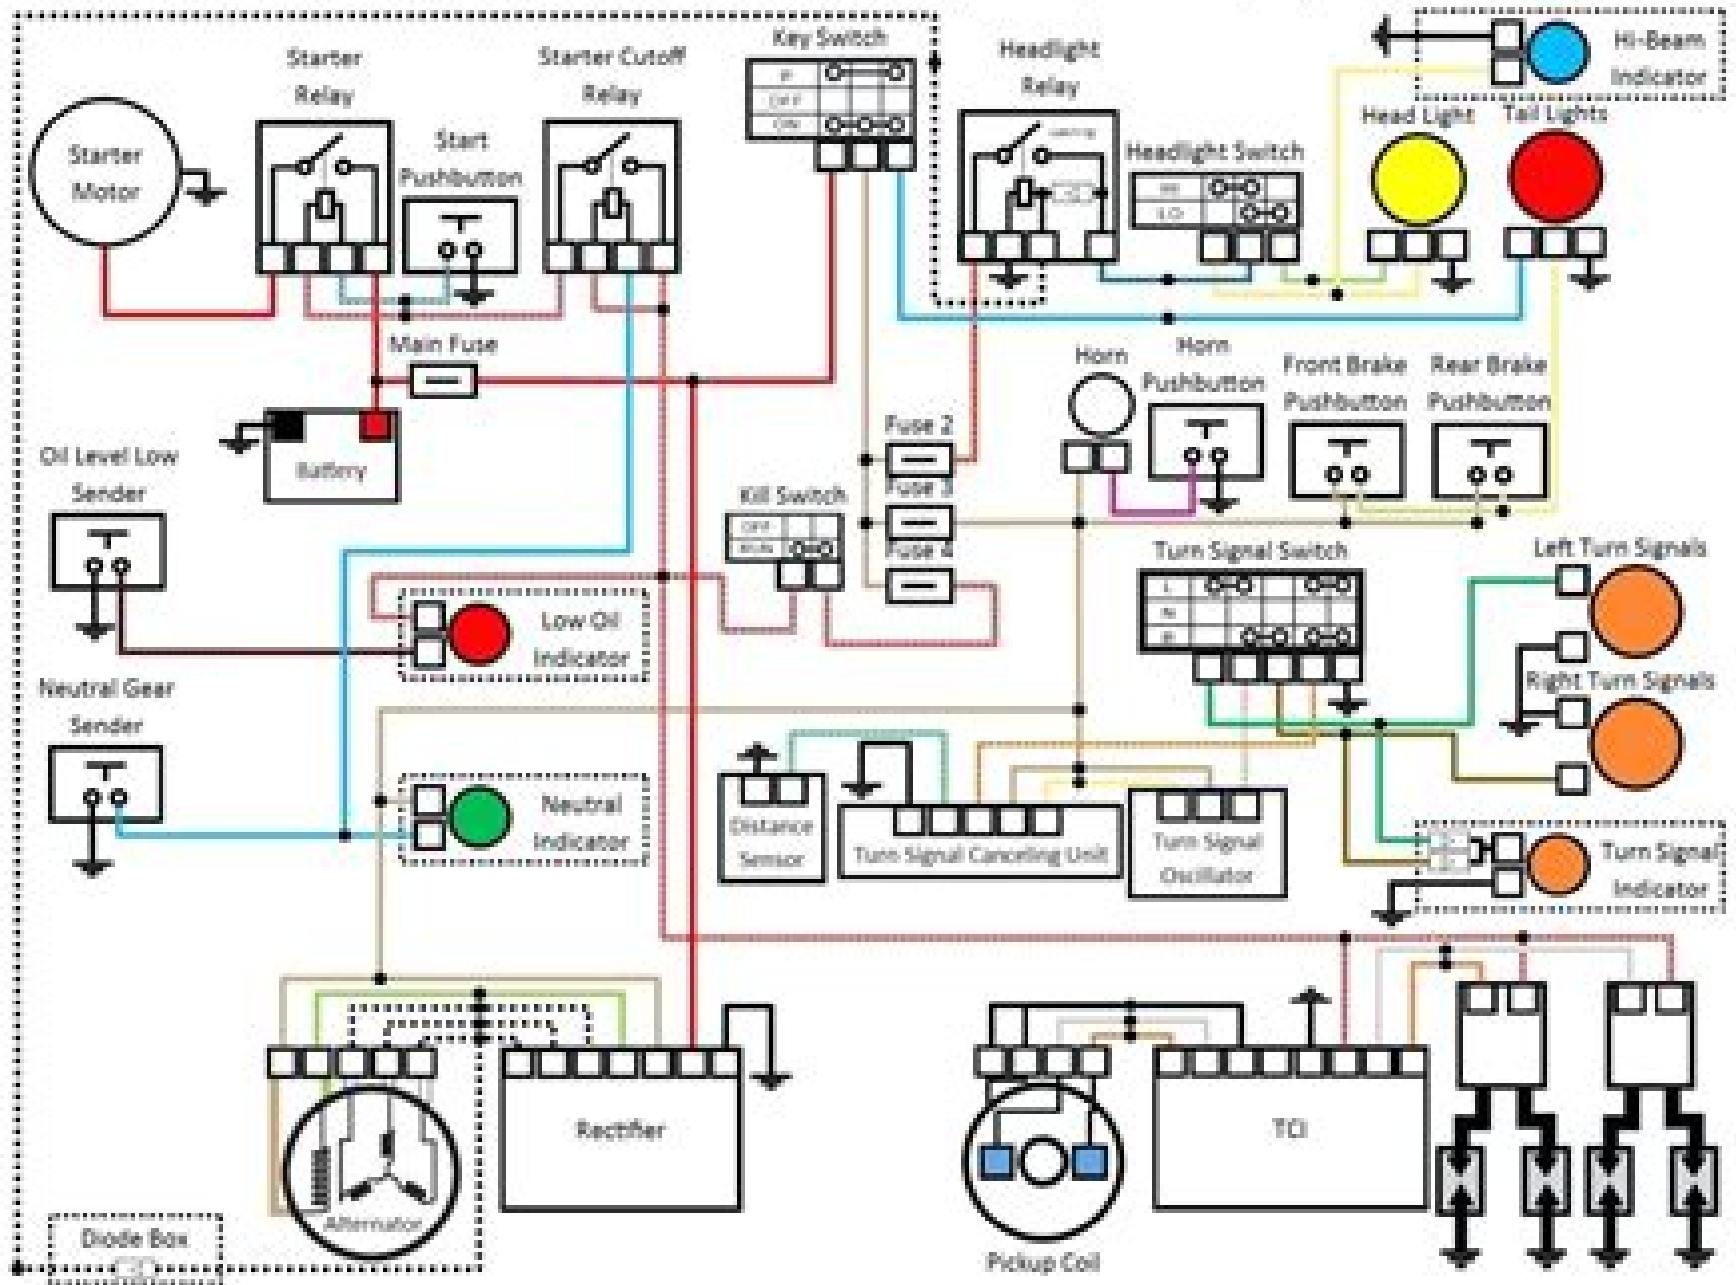 Starter
Relay
Starter Cutoff
Relay
Key Switch
P
OFF
ON
Headlight
Relay
Hi-Beam
Indicator
Starter
Motor
Start
Pushbutton
Headlight Switch
HI
LO
Head Light
Tail Lights
Main Fuse
Battery
Horn
Horn
Pushbutton
Front Brake
Pushbutton
Rear Brake
Pushbutton
Oil Level Low
Sender
Fuse 2
Fuse 3
Fuse 4
Kill Switch
OFF
RUN
Turn Signal Switch
L
N
R
Left Turn Signals
Low Oil
Indicator
Neutral Gear
Sender
Right Turn Signals
Neutral
Indicator
Distance
Sensor
Turn Signal Canceling Unit
Turn Signal
Oscillator
Turn Signal
Indicator
Alternator
Rectifier
Pickup Coil
TCI
Diode Box